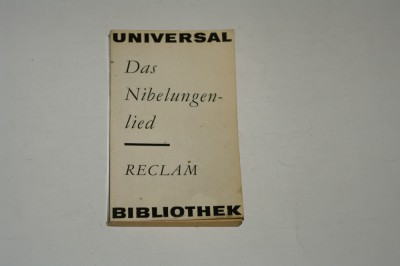 UNIVERSAL
Das
Nibelungen-
lied
RECLAM
BIBLIOTHEK